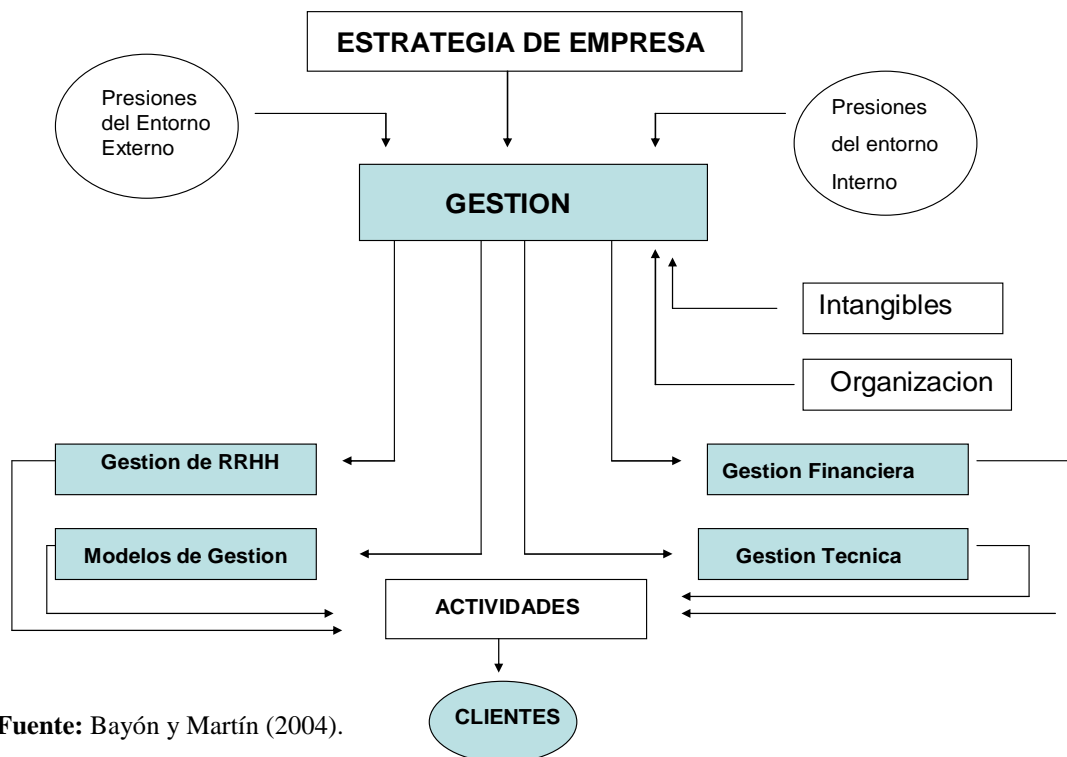 ESTRATEGIA DE EMPRESA
Presiones
del Entorno
Externo
Presiones
del entorno
Interno
GESTION
Intangibles
Organizacion
Gestion de RRHH
Gestion Financiera
Modelos de Gestion
Gestion Tecnica
ACTIVIDADES
CLIENTES
Fuente: Bayón y Martín (2004).